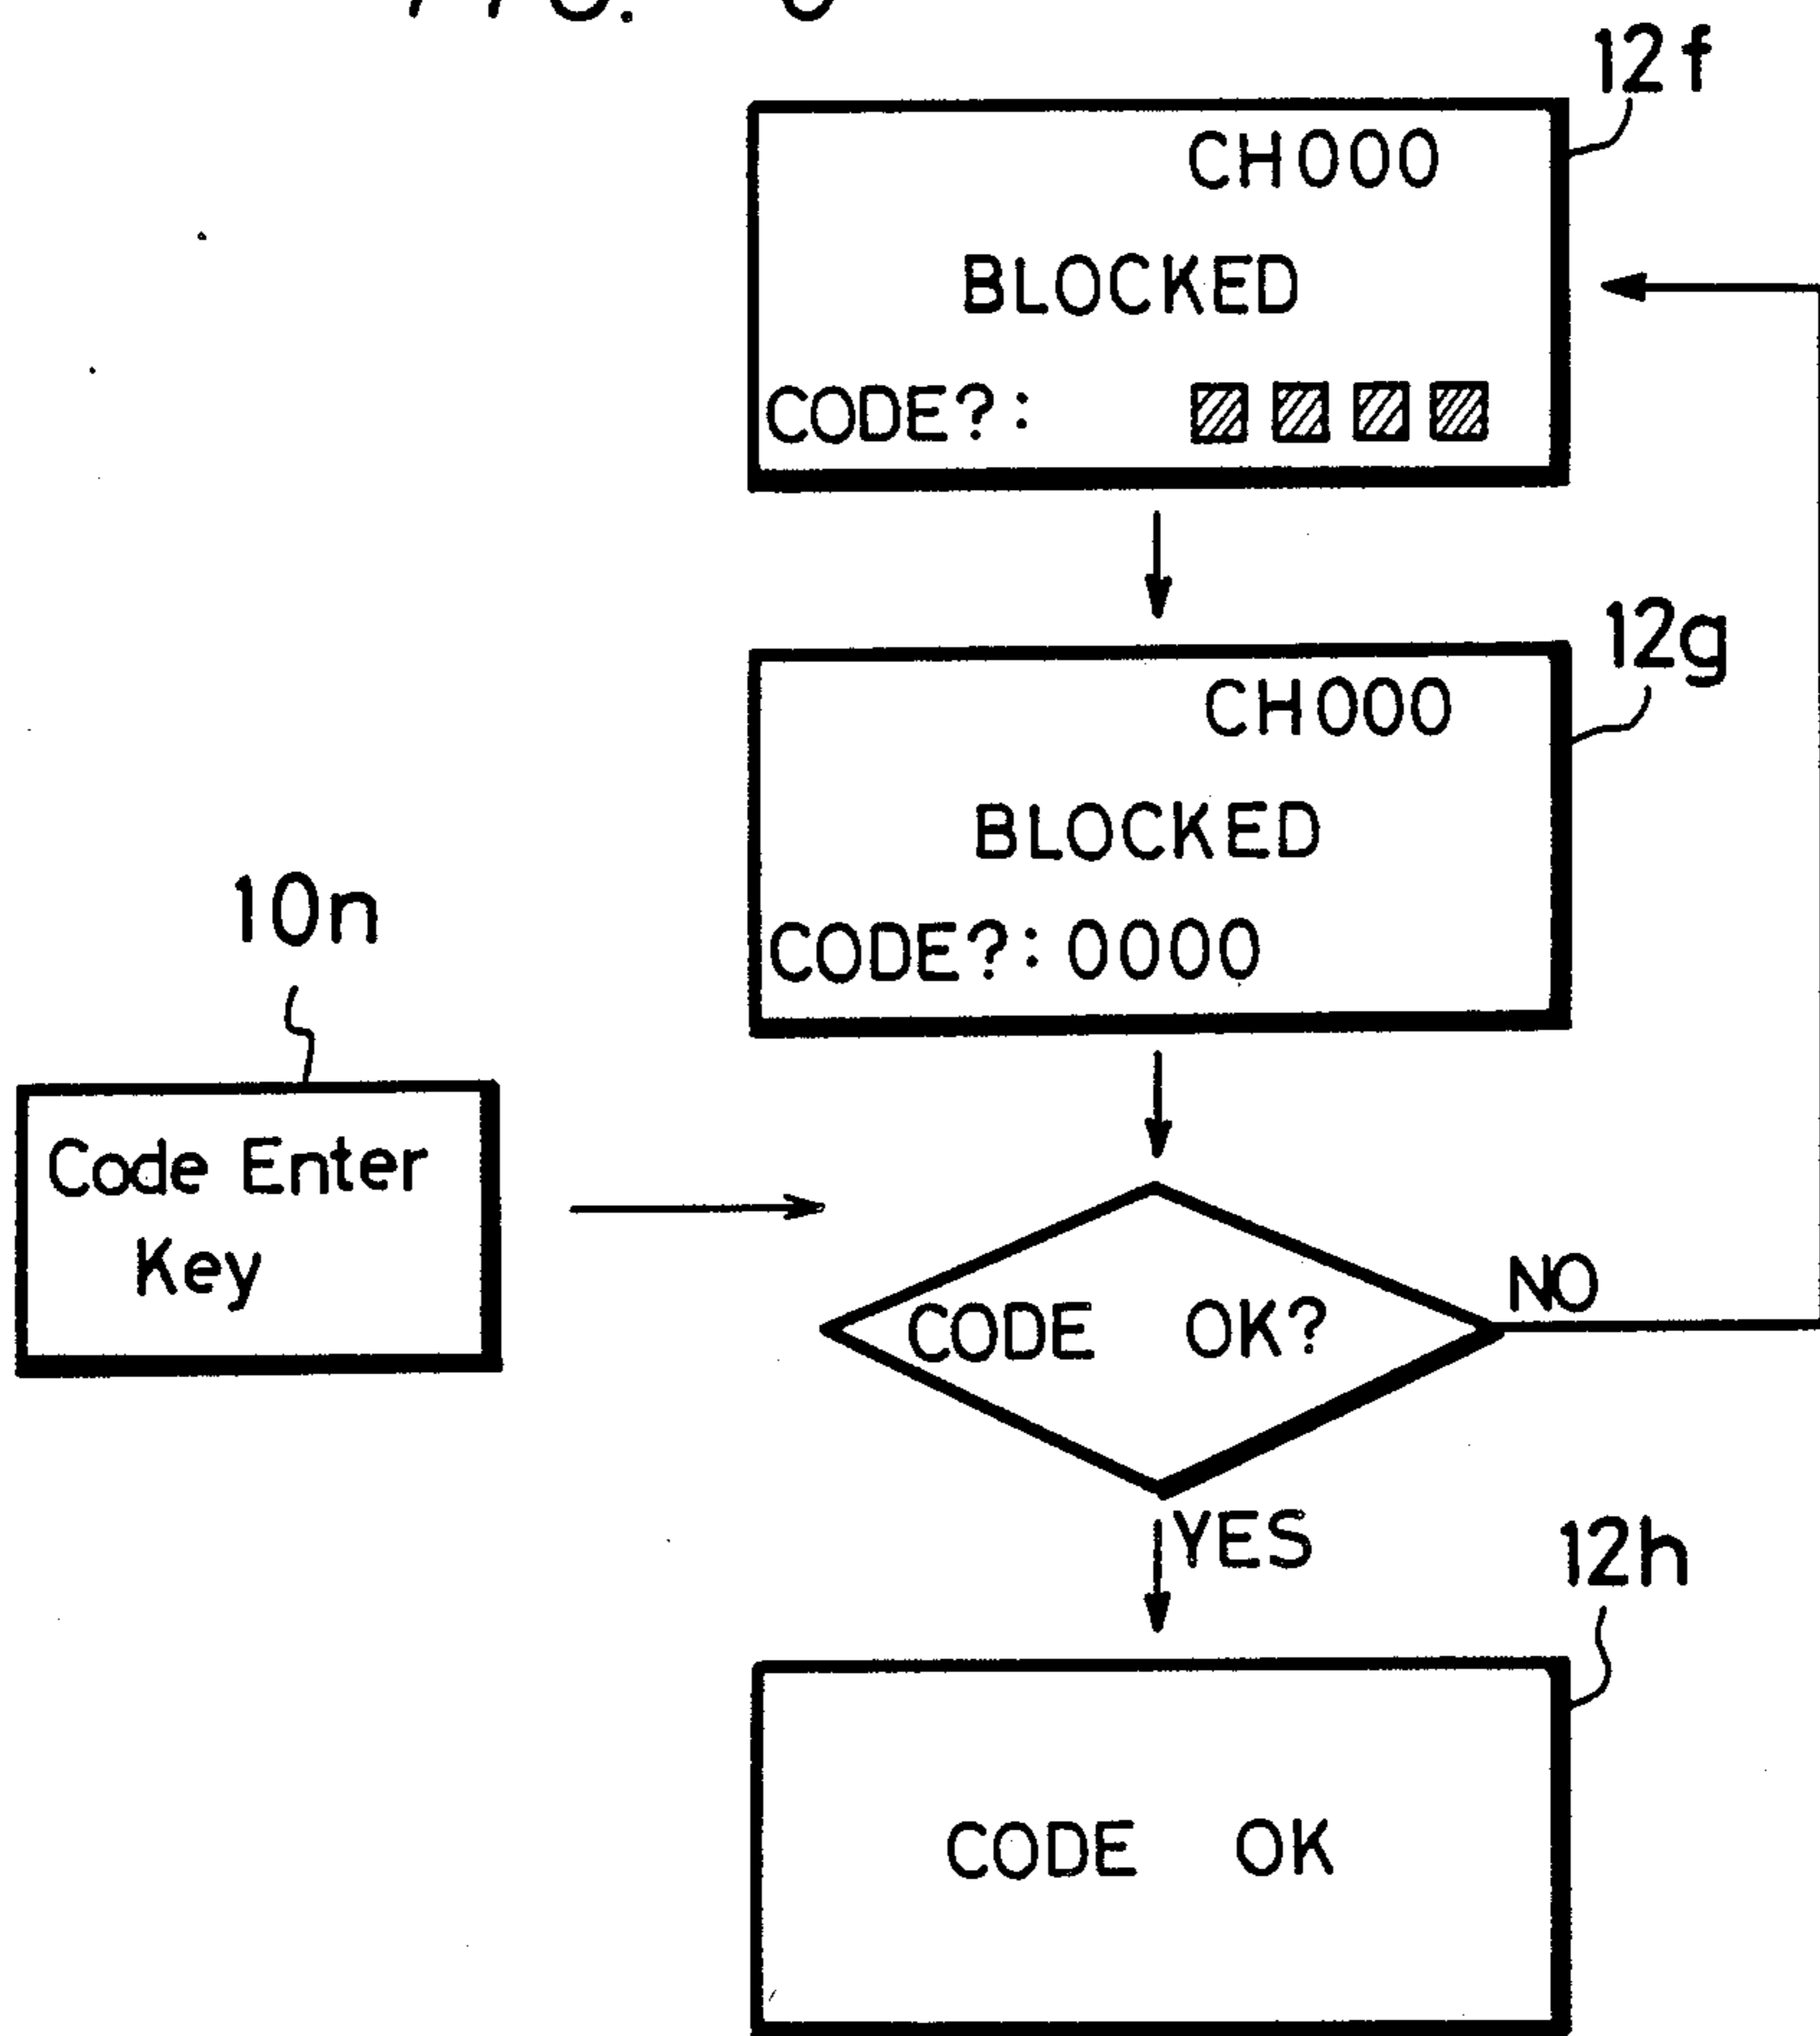 FIG.
12f
CH000
BLOCKED
CODE?:
12g
CH000
BLOCKED
CODE?:0000
10n
Code Enter
Key
CODE OK?
NO
YES
12h
CODE OK